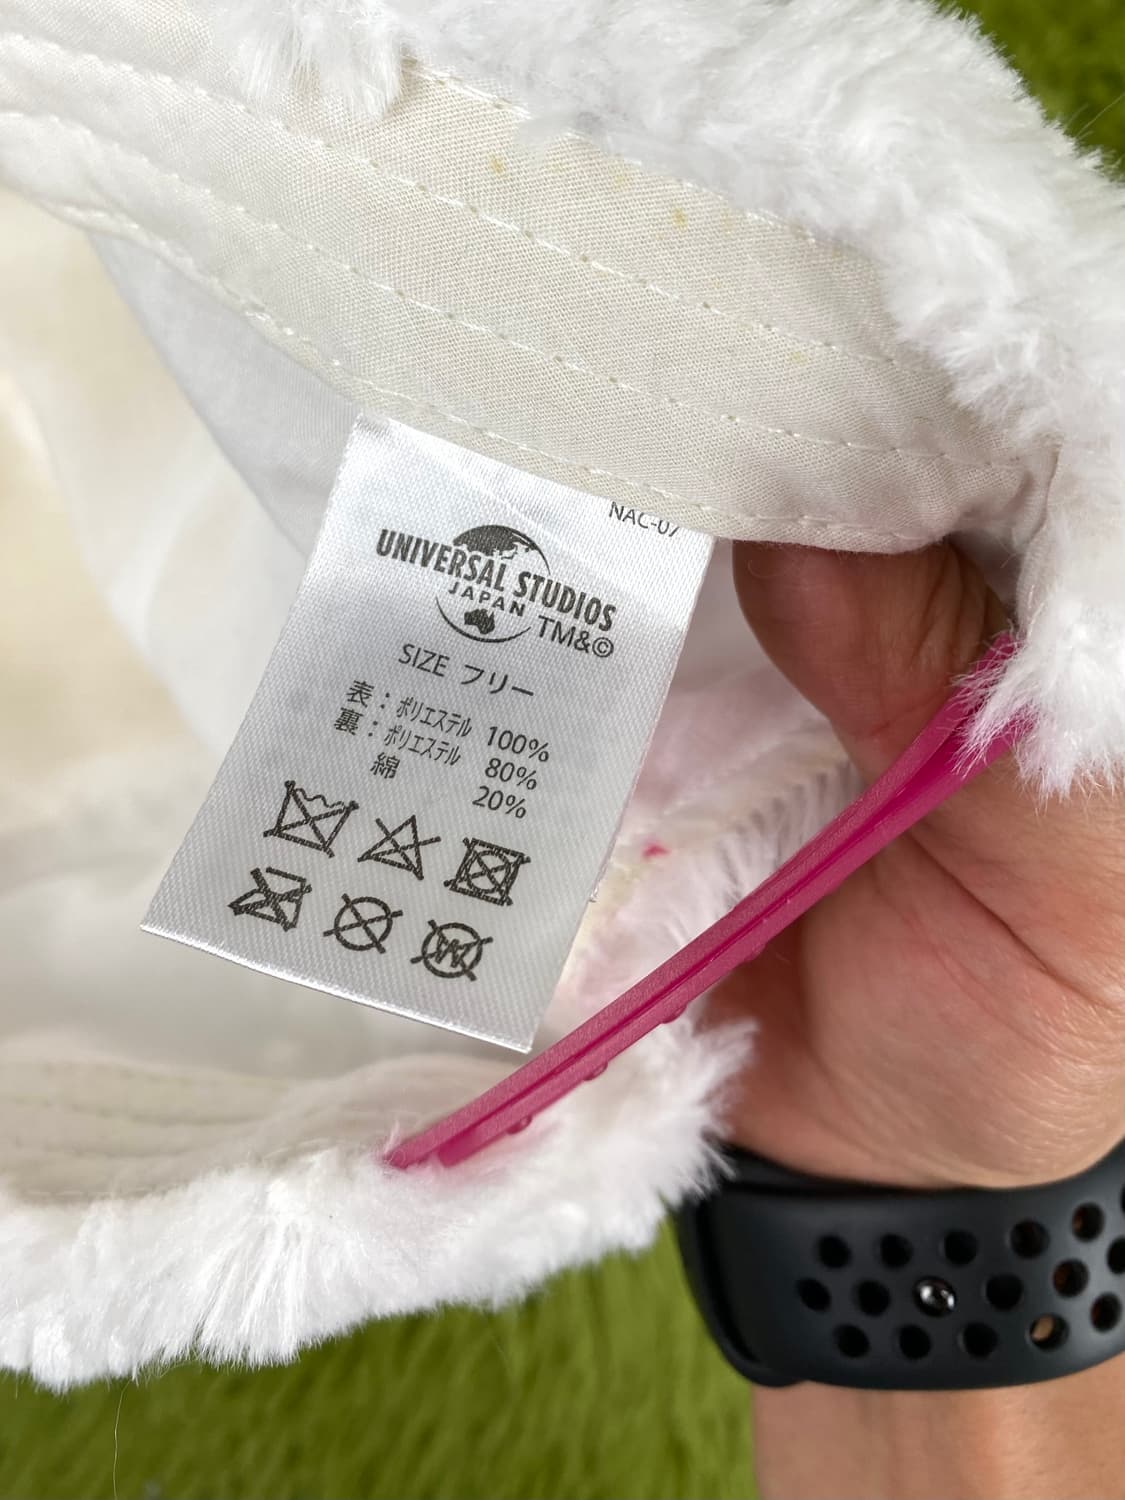 NAC-07
UNIVERSAL STUDIOS
JAPAN TM&©
SIZE フリー
表：ポリエステル 100%
裏：ポリエステル 80%
綿 20%